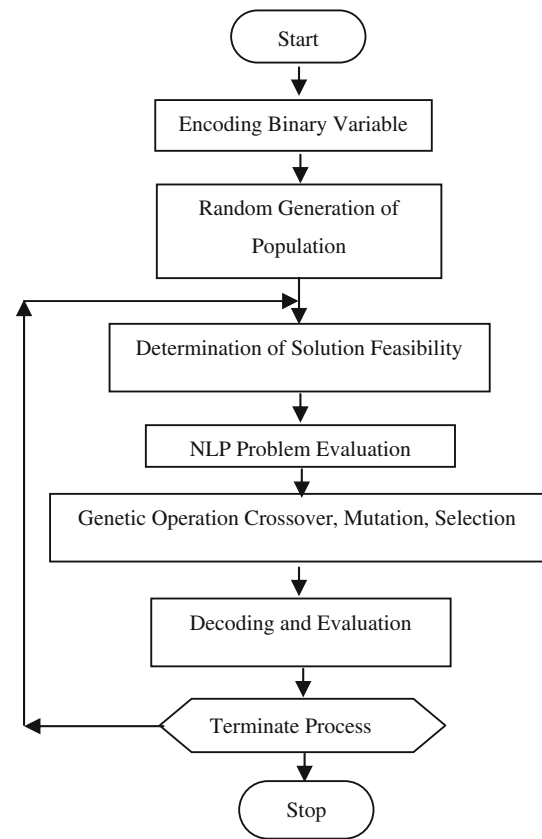 Start
Encoding Binary Variable
Random Generation of
Population
Determination of Solution Feasibility
NLP Problem Evaluation
Genetic Operation Crossover, Mutation, Selection
Decoding and Evaluation
Terminate Process
Stop